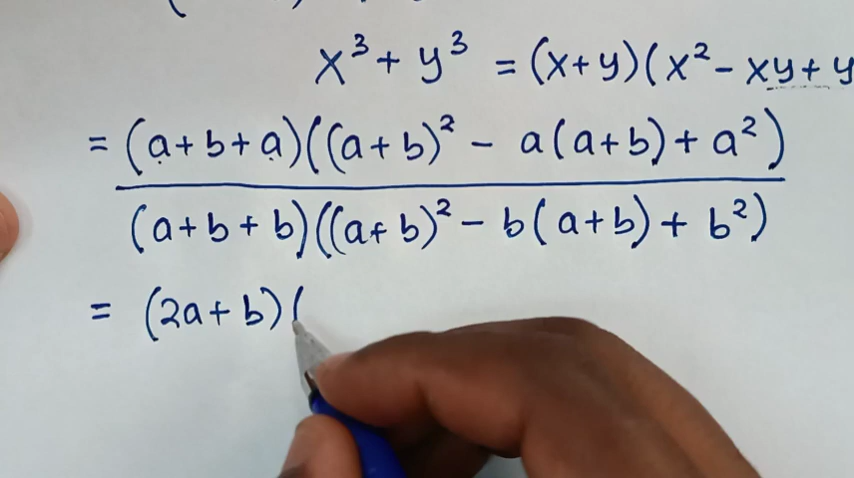 x³ + y³ = (x+y)(x² - xy + y
= (a+b+a)((a+b)² - a(a+b) + a²)
(a+b+b)((a+b)² - b(a+b) + b²)
= (2a+b)(